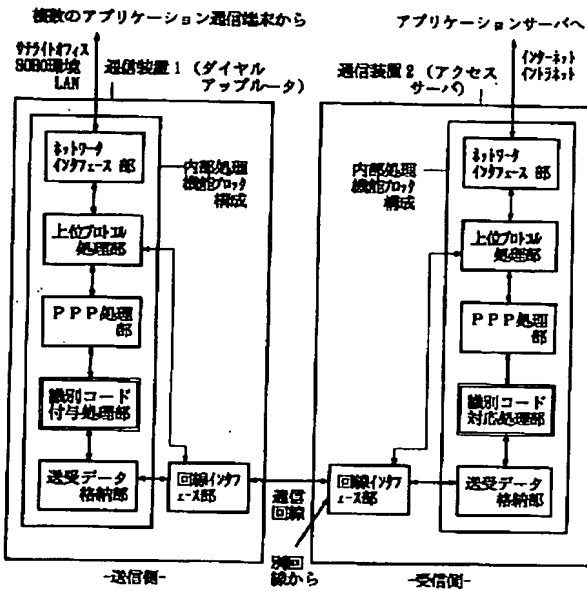 複数のアプリケーション通信端末から
サテライトオフィス
SOHO環境
LAN
通信装置1(ダイヤル
アップルータ)
ネットワーク
インタフェース 部
内部処理
機能ブロック
構成
上位プロトコル
処理部
PPP処理
部
識別コード
付与処理部
送受データ
格納部
回線インタフ
ェース部
-送信側-
通信
回線
別回
線から
アプリケーションサーバへ
インターネット
イントラネット
通信装置2(アクセス
サーバ)
内部処理
機能ブロック
構成
ネットワーク
インタフェース 部
上位プロトコル
処理部
PPP処理
部
識別コード
対応処理部
回線インタフ
ェース部
送受データ
格納部
-受信側-